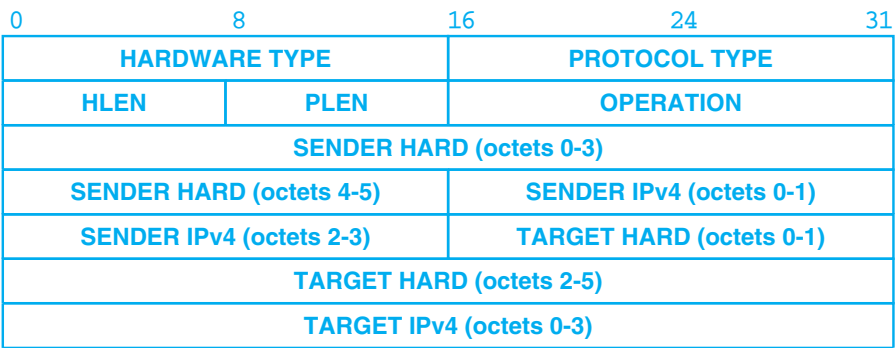 0 8 16 24 31
HARDWARE TYPE PROTOCOL TYPE
HLEN PLEN OPERATION
SENDER HARD (octets 0-3)
SENDER HARD (octets 4-5) SENDER IPv4 (octets 0-1)
SENDER IPv4 (octets 2-3) TARGET HARD (octets 0-1)
TARGET HARD (octets 2-5)
TARGET IPv4 (octets 0-3)